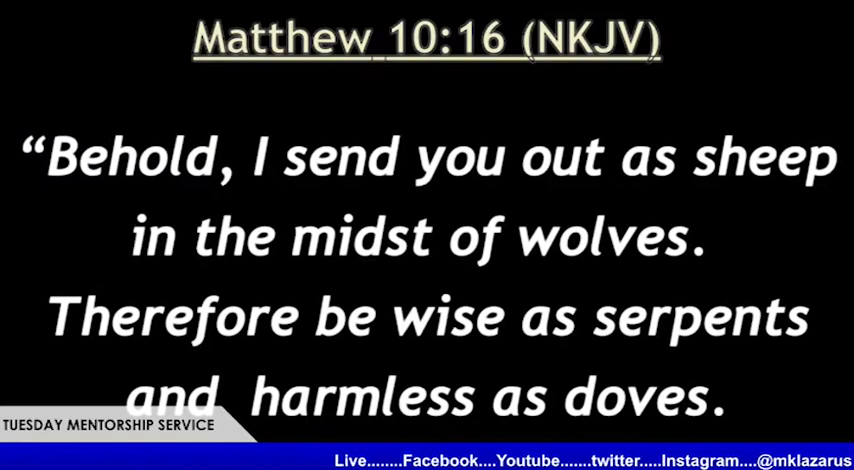 Matthew 10:16 (NKJV)
“Behold, I send you out as sheep
in the midst of wolves.
Therefore be wise as serpents
and harmless as doves.
TUESDAY MENTORSHIP SERVICE
Live........Facebook....Youtube.......twitter.....Instagram....@mklazarus